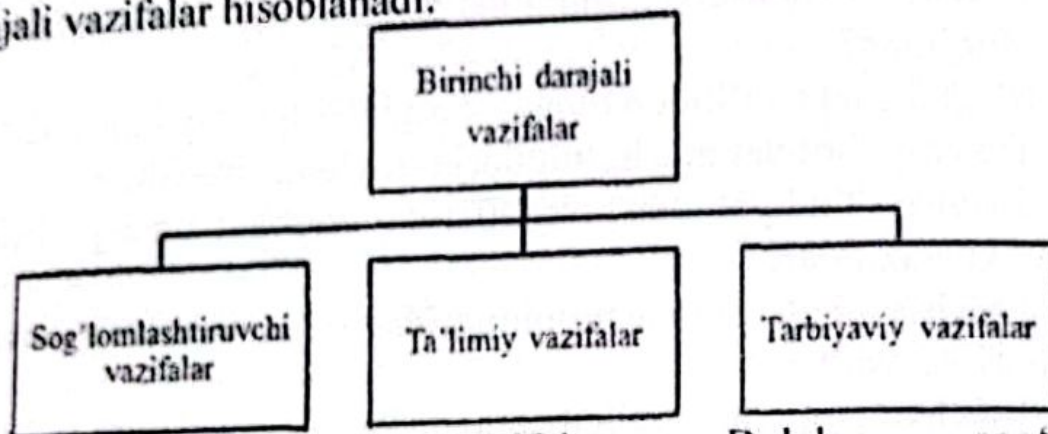 jali vazifalar hisoblanadi.
Birinchi darajali
vazifalar
Sog'lomlashtiruvchi
vazifalar
Ta'limiy vazifalar
Tarbiyaviy vazifalar